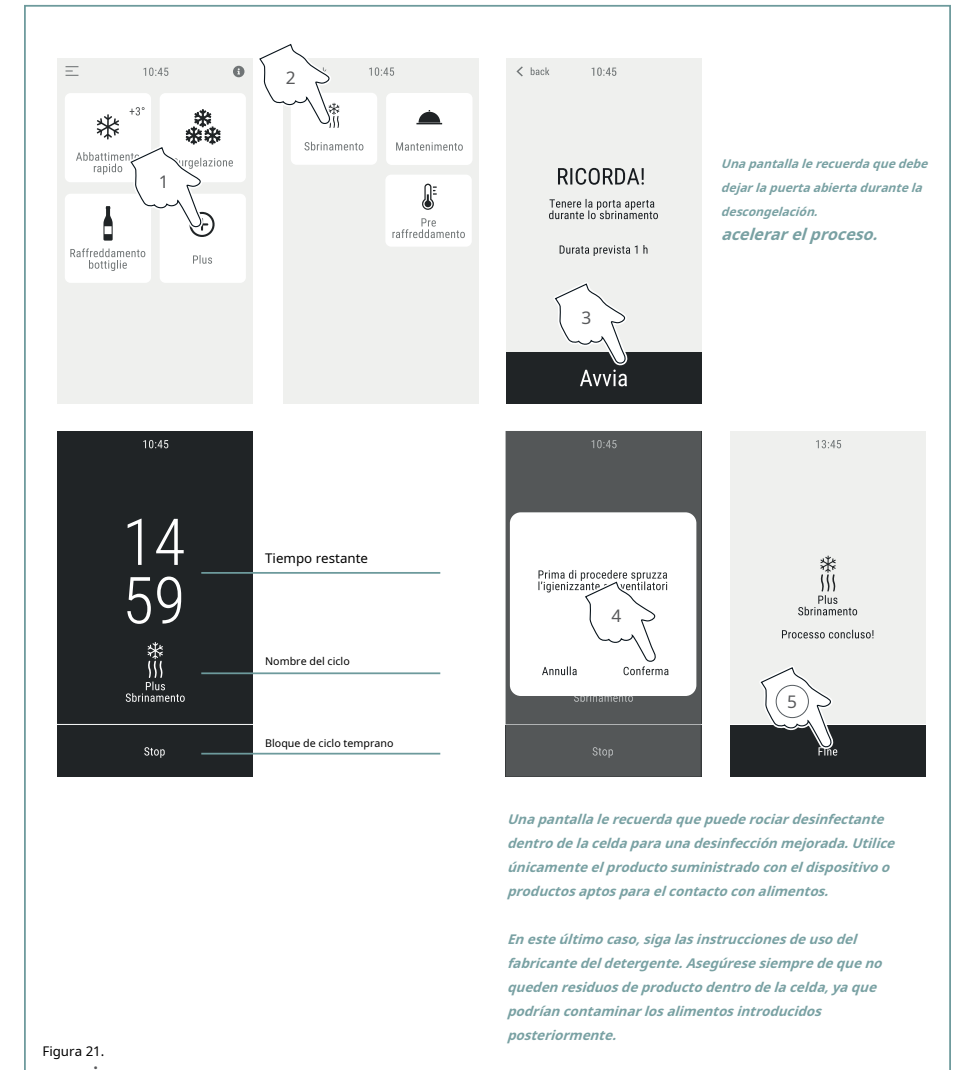 10:45
+3°
Abbattimento
rapido
urgelazione
1
Raffreddamento
bottiglie
Plus
2
k
10:45
Sbrinamento
Mantenimento
Pre
raffreddamento
back
10:45
RICORDA!
Tenere la porta aperta
durante lo sbrinamento
Durata prevista 1 h
3
Avvia
Una pantalla le recuerda que debe
dejar la puerta abierta durante la
descongelación.
acelerar el proceso.
10:45
14
59
Plus
Sbrinamento
Stop
Tiempo restante
Nombre del ciclo
Bloque de ciclo temprano
10:45
Prima di procedere spruzza
l'igienizzante ventilatori
4
Annulla
Conferma
Sbrinamento
Stop
13:45
Plus
Sbrinamento
Processo concluso!
5
Fine
Una pantalla le recuerda que puede rociar desinfectante
dentro de la celda para una desinfección mejorada. Utilice
únicamente el producto suministrado con el dispositivo o
productos aptos para el contacto con alimentos.
En este último caso, siga las instrucciones de uso del
fabricante del detergente. Asegúrese siempre de que no
queden residuos de producto dentro de la celda, ya que
podrían contaminar los alimentos introducidos
posteriormente.
Figura 21.